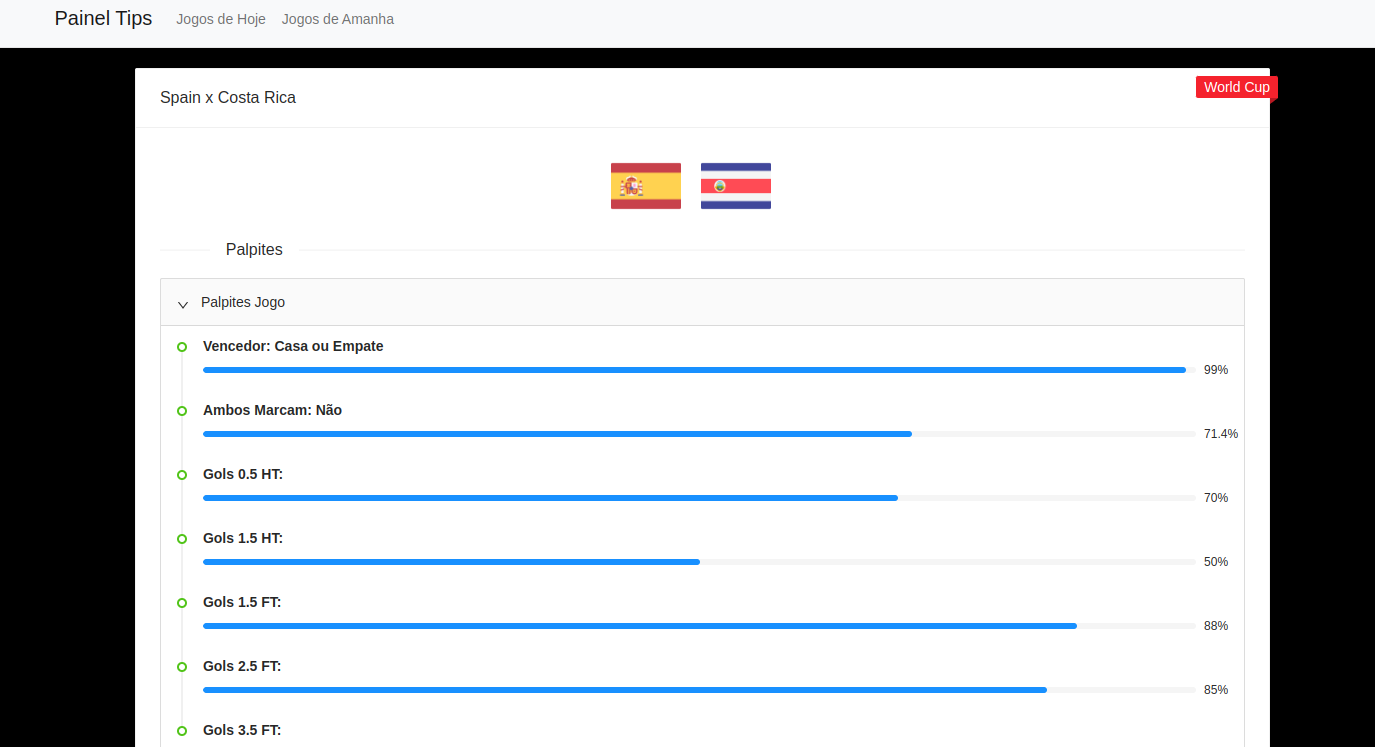 Painel Tips Jogos de Hoje Jogos de Amanha
Spain x Costa Rica World Cup
Palpites
Palpites Jogo
Vencedor: Casa ou Empate
99%
Ambos Marcam: Não
71.4%
Gols 0.5 HT:
70%
Gols 1.5 HT:
50%
Gols 1.5 FT:
88%
Gols 2.5 FT:
85%
Gols 3.5 FT: